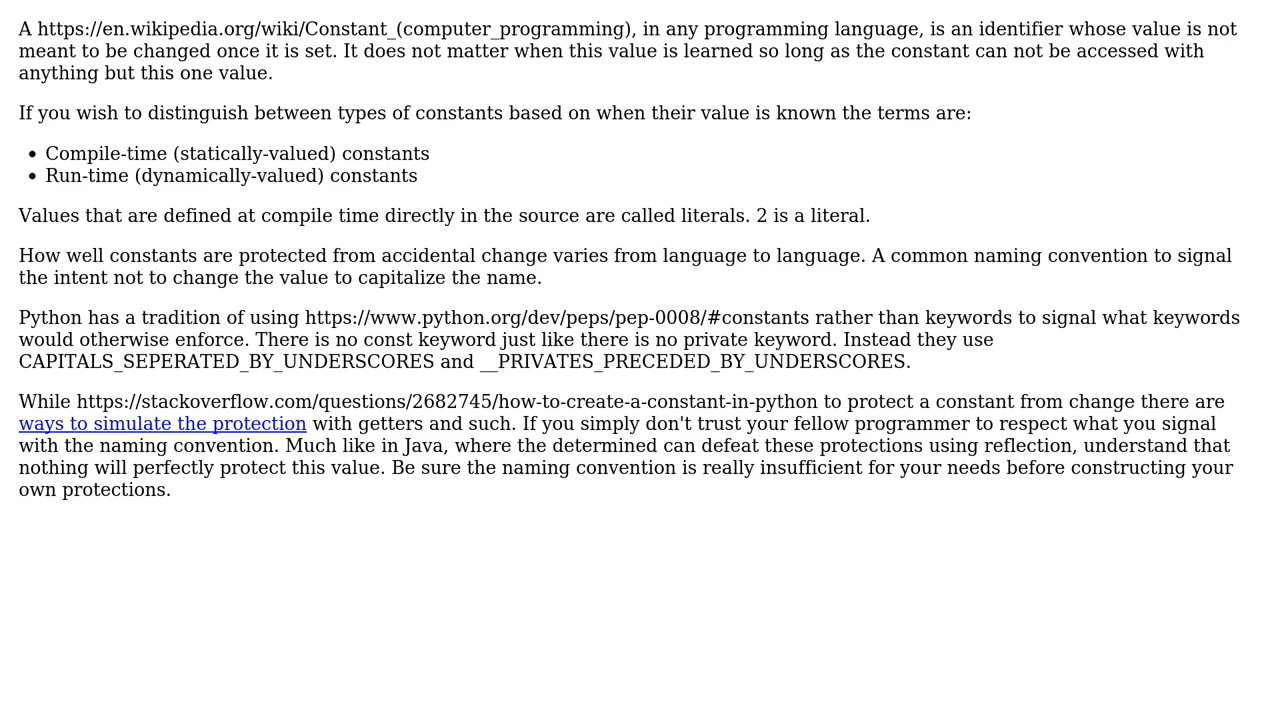 A https://en.wikipedia.org/wiki/Constant_(computer_programming), in any programming language, is an identifier whose value is not
meant to be changed once it is set. It does not matter when this value is learned so long as the constant can not be accessed with
anything but this one value.
If you wish to distinguish between types of constants based on when their value is known the terms are:
• Compile-time (statically-valued) constants
• Run-time (dynamically-valued) constants
Values that are defined at compile time directly in the source are called literals. 2 is a literal.
How well constants are protected from accidental change varies from language to language. A common naming convention to signal
the intent not to change the value to capitalize the name.
Python has a tradition of using https://www.python.org/dev/peps/pep-0008/#constants rather than keywords to signal what keywords
would otherwise enforce. There is no const keyword just like there is no private keyword. Instead they use
CAPITALS_SEPERATED_BY_UNDERSCORES and __PRIVATES_PRECEDED_BY_UNDERSCORES.
While https://stackoverflow.com/questions/2682745/how-to-create-a-constant-in-python to protect a constant from change there are
ways to simulate the protection with getters and such. If you simply don't trust your fellow programmer to respect what you signal
with the naming convention. Much like in Java, where the determined can defeat these protections using reflection, understand that
nothing will perfectly protect this value. Be sure the naming convention is really insufficient for your needs before constructing your
own protections.